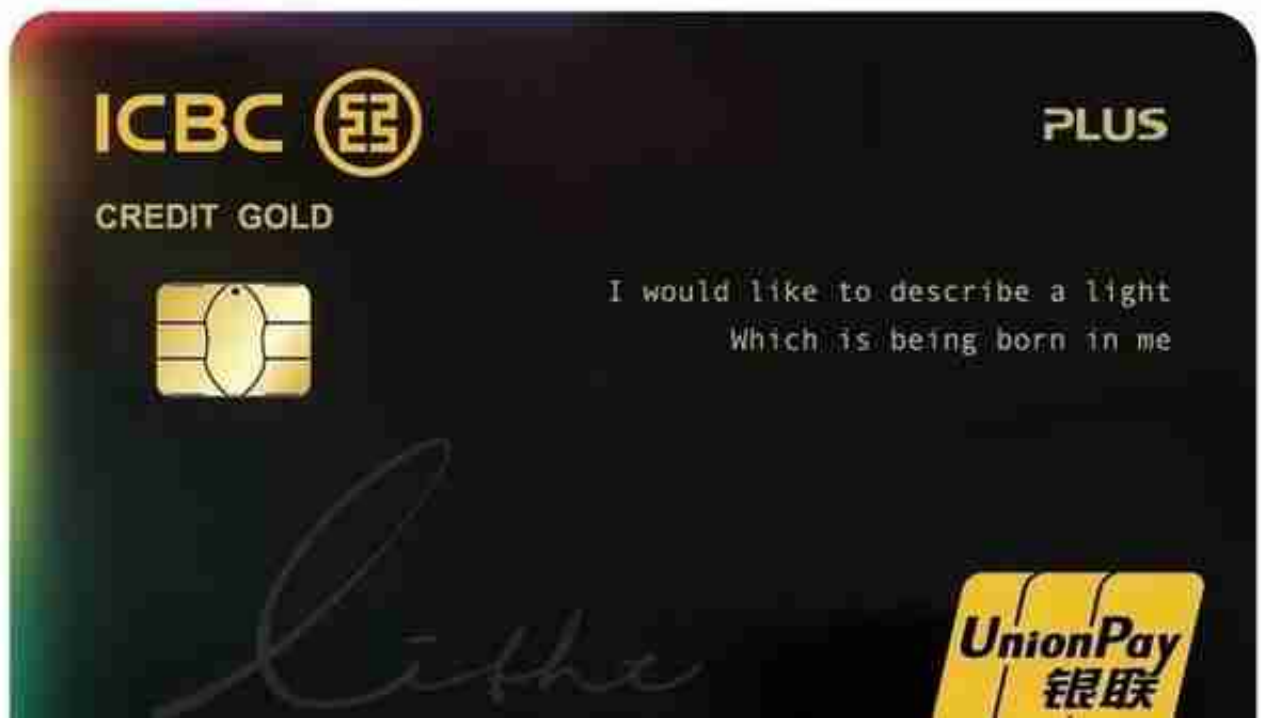 ICBC
PLUS
CREDIT GOLD
I would like to describe a light
Which is being born in me
UnionPay
银联